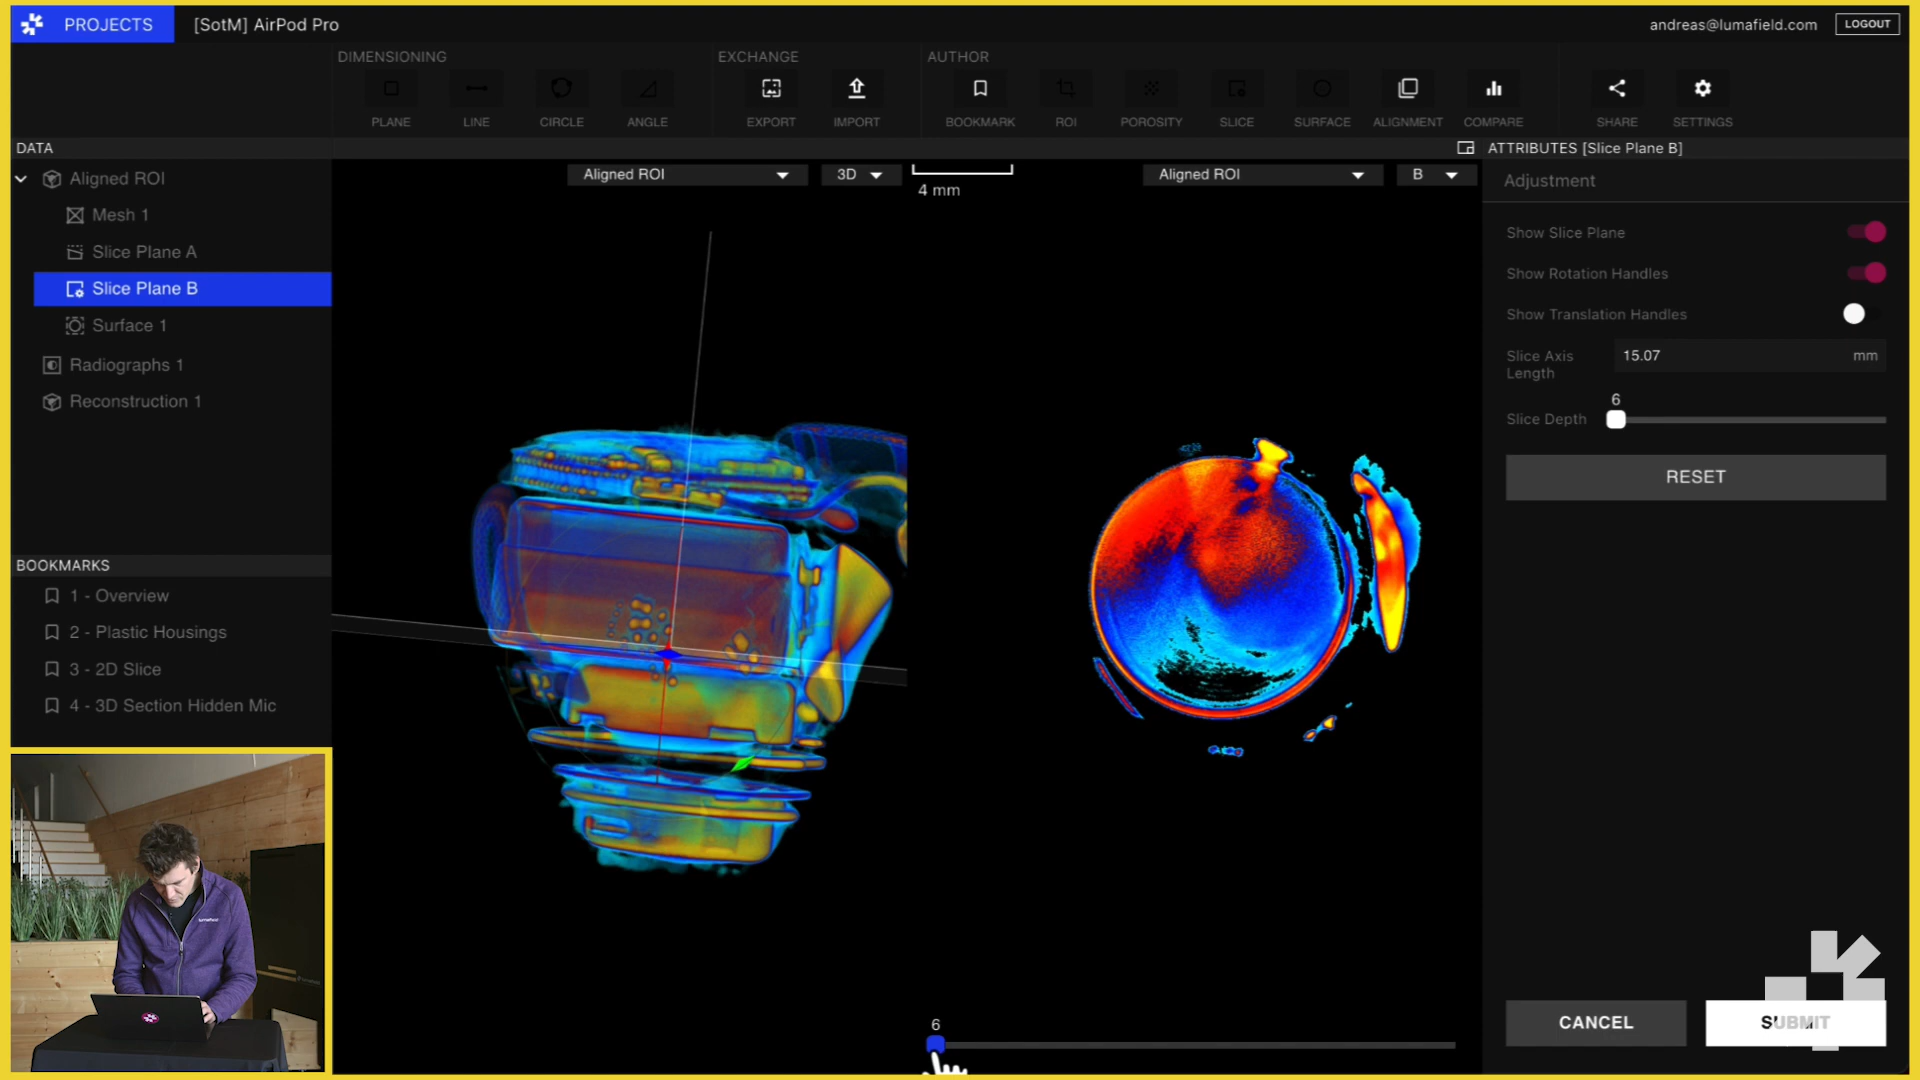 PROJECTS [SotM] AirPod Pro andreas@lumafield.com LOGOUT
DIMENSIONING EXCHANGE AUTHOR
PLANE LINE CIRCLE ANGLE EXPORT IMPORT BOOKMARK ROI POROSITY SLICE SURFACE ALIGNMENT COMPARE SHARE SETTINGS
DATA
Aligned ROI
Mesh 1
Slice Plane A
Slice Plane B
Surface 1
Radiographs 1
Reconstruction 1
BOOKMARKS
1 - Overview
2 - Plastic Housings
3 - 2D Slice
4 - 3D Section Hidden Mic
Aligned ROI 3D
4 mm
Aligned ROI B
6
ATTRIBUTES [Slice Plane B]
Adjustment
Show Slice Plane
Show Rotation Handles
Show Translation Handles
Slice Axis Length 15.07 mm
6
Slice Depth
RESET
CANCEL SUBMIT